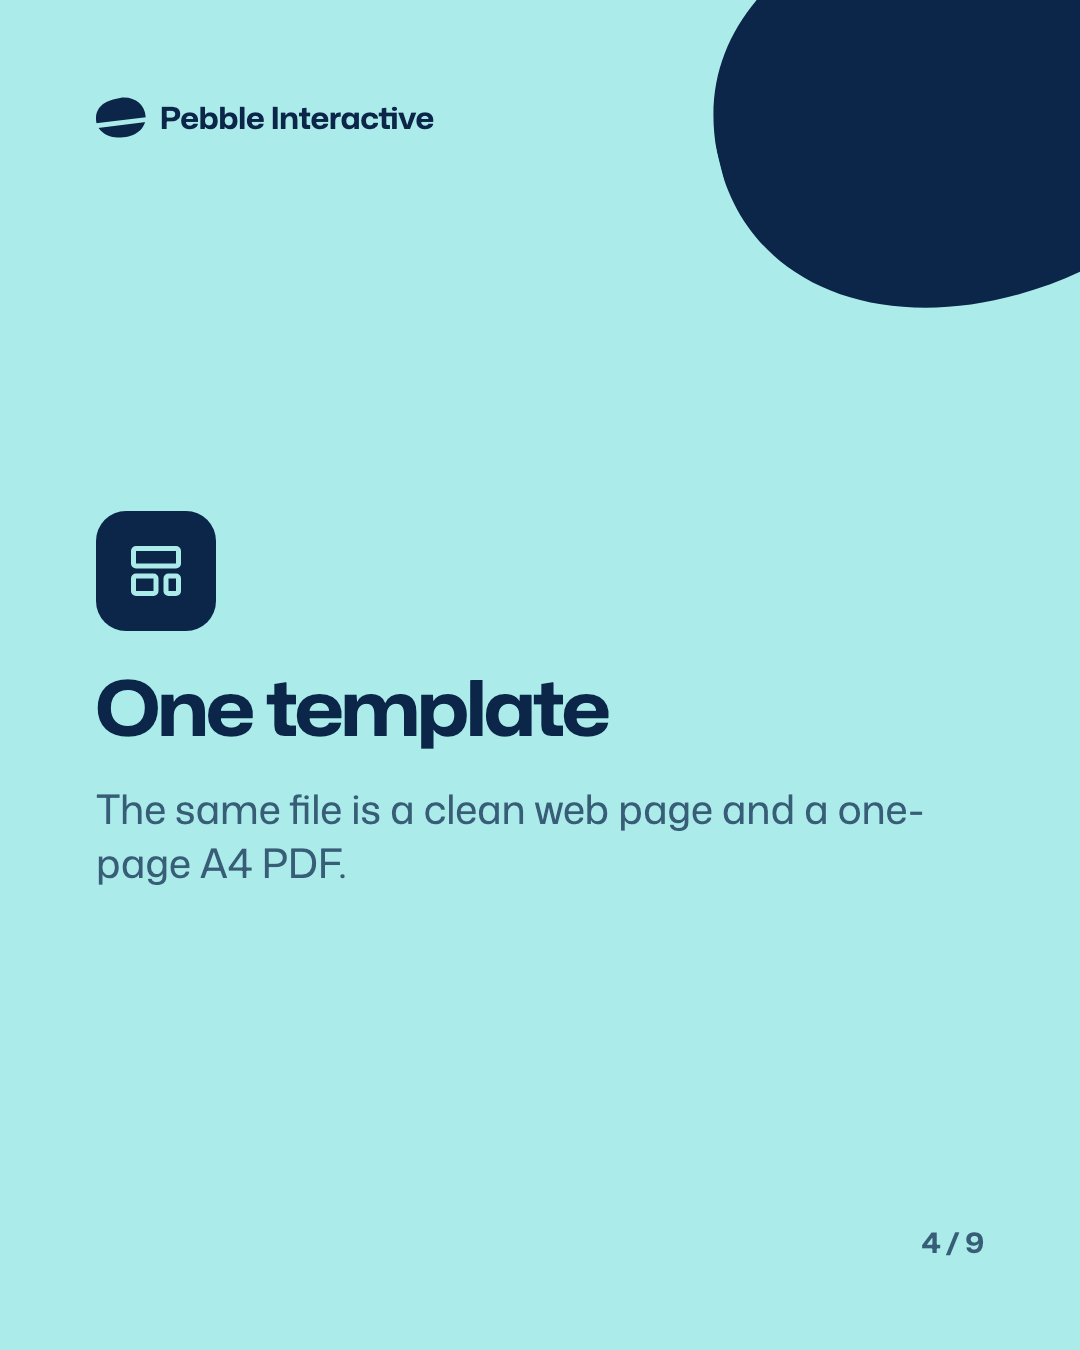 Pebble Interactive
One template
The same file is a clean web page and a one-
page A4 PDF.
4 / 9